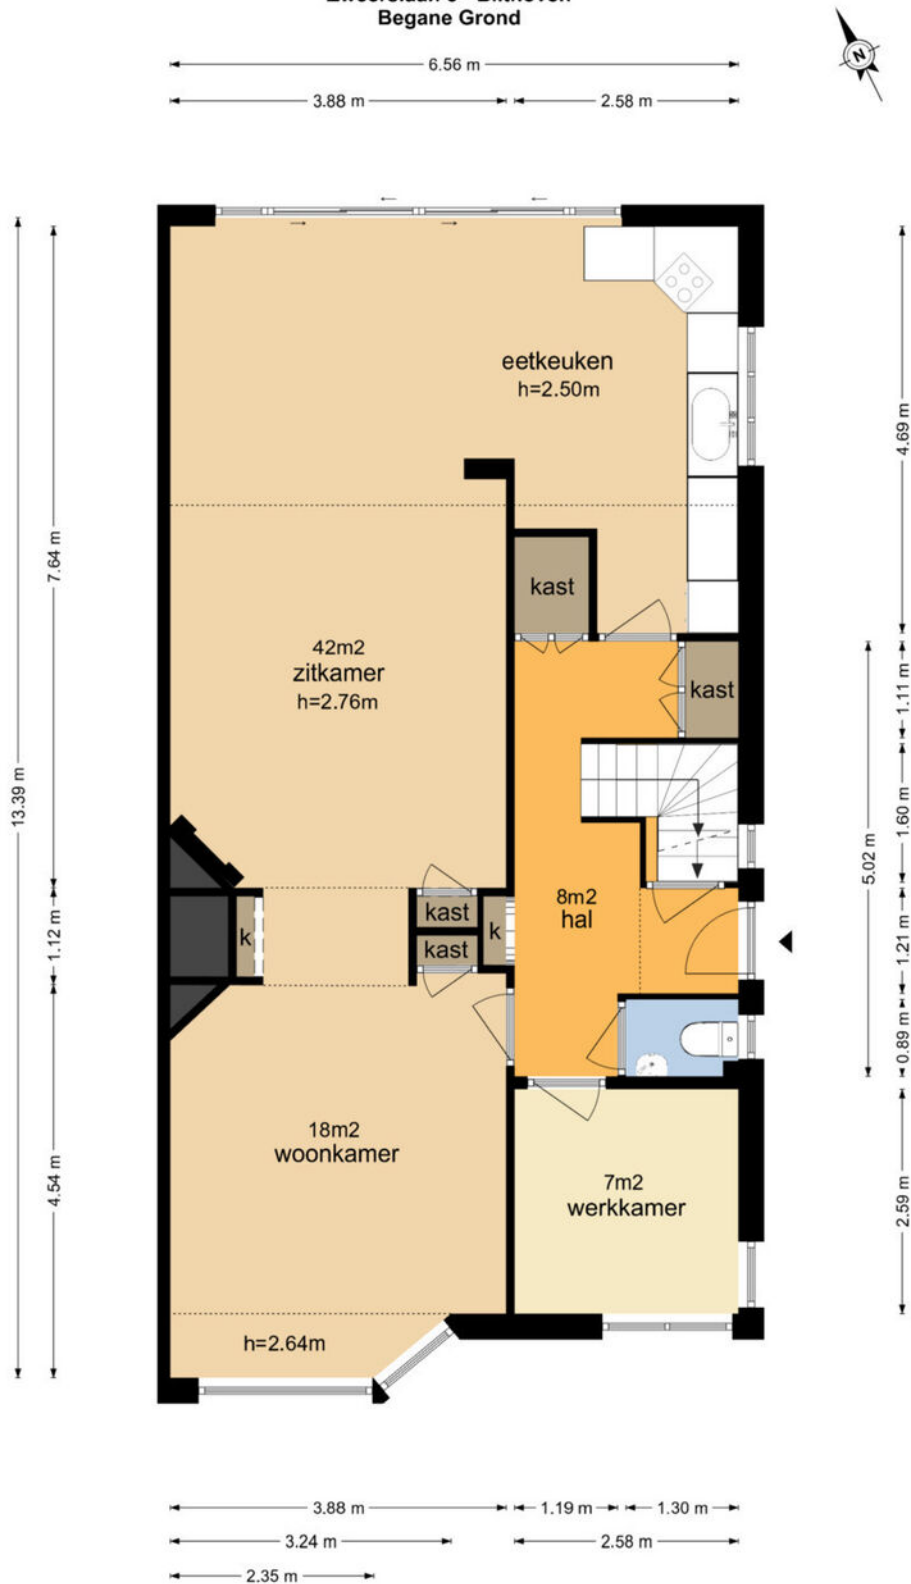 Begane Grond
N
6.56 m
3.88 m
2.58 m
eetkeuken
h=2.50m
4.69 m
7.64 m
kast
42m2
zitkamer
h=2.76m
kast
1.11 m
13.39 m
1.60 m
5.02 m
8m2
hal
kast
k
k
kast
1.12 m
1.21 m
0.89 m
18m2
woonkamer
7m2
werkkamer
4.54 m
2.59 m
h=2.64m
3.88 m
1.19 m
1.30 m
3.24 m
2.58 m
2.35 m